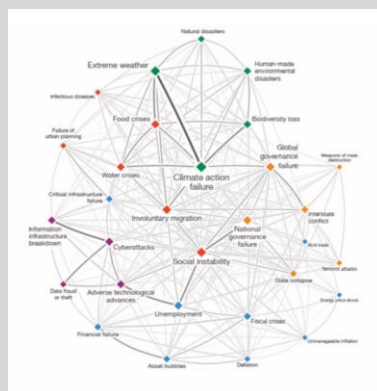 Natural disasters
Extreme weather
Human-made
environmental
disasters
Infectious diseases
Food crises
Biodiversity loss
Failure of
urban planning
Global
governance
failure
Weapons of mass
destruction
Water crises
Climate action
failure
Critical infrastructure
failure
Involuntary migration
Interstate
conflict
Information
infrastructure
breakdown
National
governance
failure
Illicit trade
Cyberattacks
Social instability
Terrorist attacks
State collapse
Data fraud
or theft
Adverse technological
advances
Energy price shock
Unemployment
Fiscal crises
Financial failure
Unmanageable inflation
Asset bubbles
Deflation